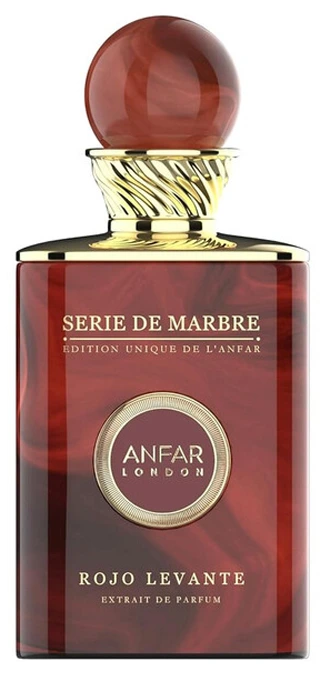 SERIE DE MARBRE
EDITION UNIQUE DE L'ANFAR
ANFAR
LONDON
ROJO LEVANTE
EXTRAIT DE PARFUM